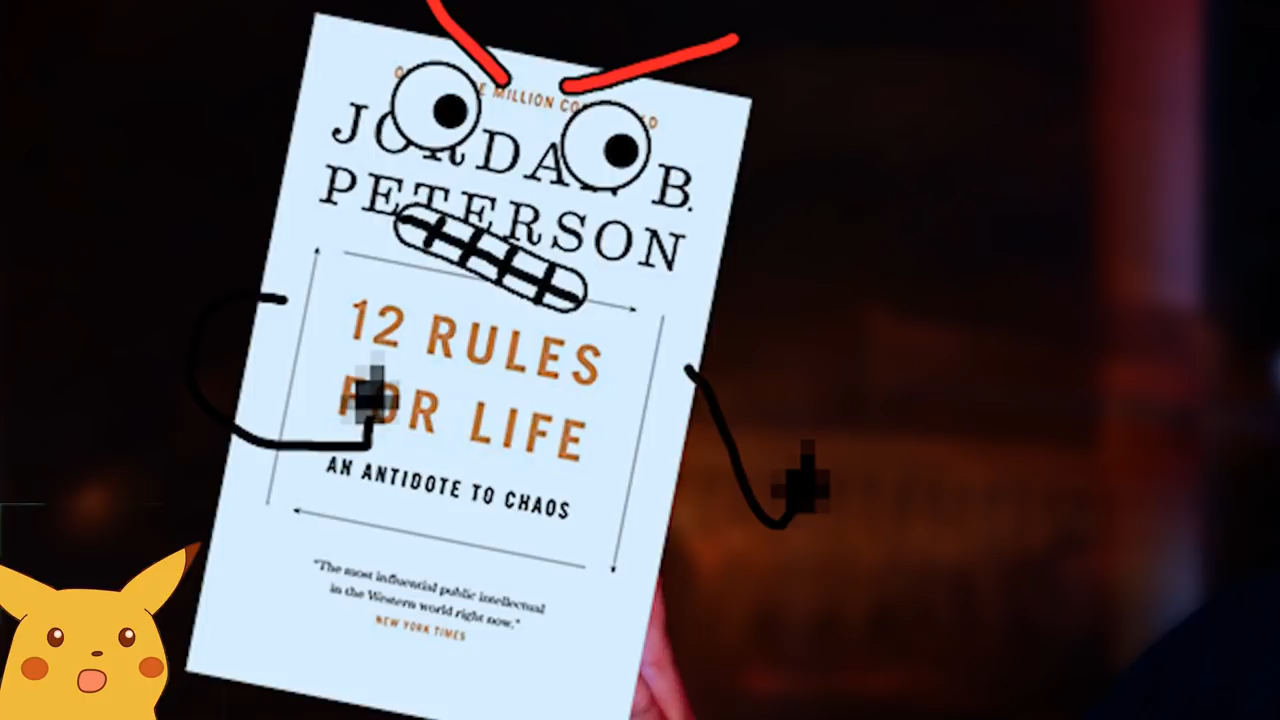 MILLION
JORDAN B.
PETERSON
12 RULES
FOR LIFE
AN ANTIDOTE TO CHAOS
"The most influential public intellectual
in the Western world right now."
NEW YORK TIMES